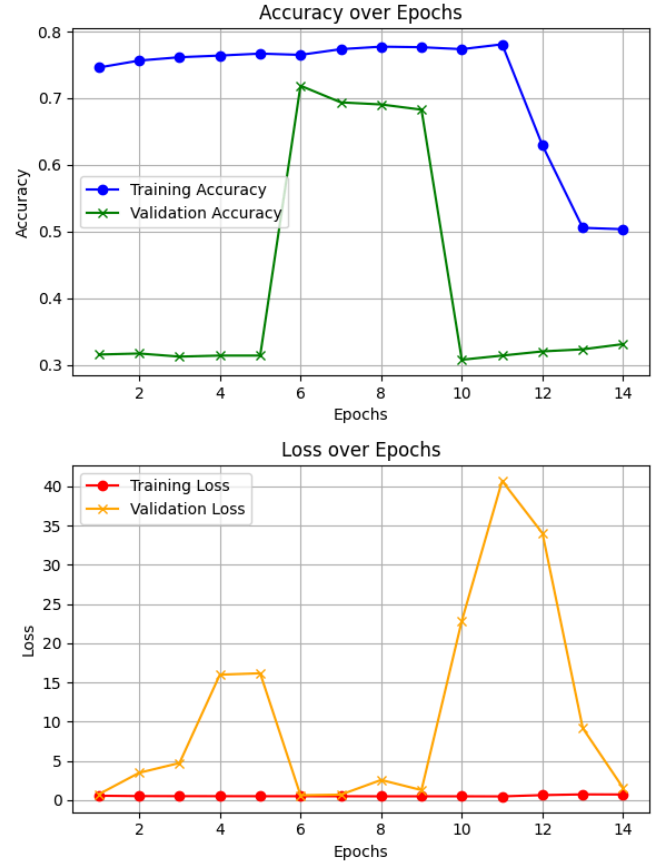 Accuracy over Epochs
0.8
0.7
0.6
0.5
0.4
0.3
Accuracy
Training Accuracy
Validation Accuracy
2 4 6 8 10 12 14
Epochs
Loss over Epochs
40
35
30
25
20
15
10
5
0
Loss
Training Loss
Validation Loss
2 4 6 8 10 12 14
Epochs